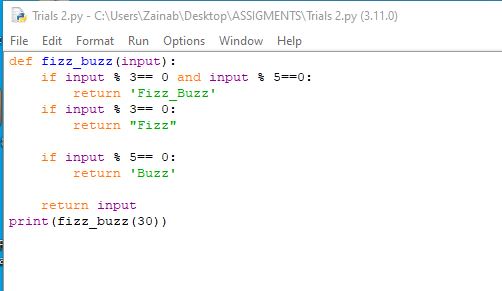 Trials 2.py - C:\Users\Zainab\Desktop\ASSIGMENTS\Trials 2.py (3.11.0)
File Edit Format Run Options Window Help
def fizz_buzz(input):
    if input % 3== 0 and input % 5==0:
        return 'Fizz_Buzz'
    if input % 3== 0:
        return "Fizz"
    if input % 5== 0:
        return 'Buzz'
    return input
print(fizz_buzz(30))